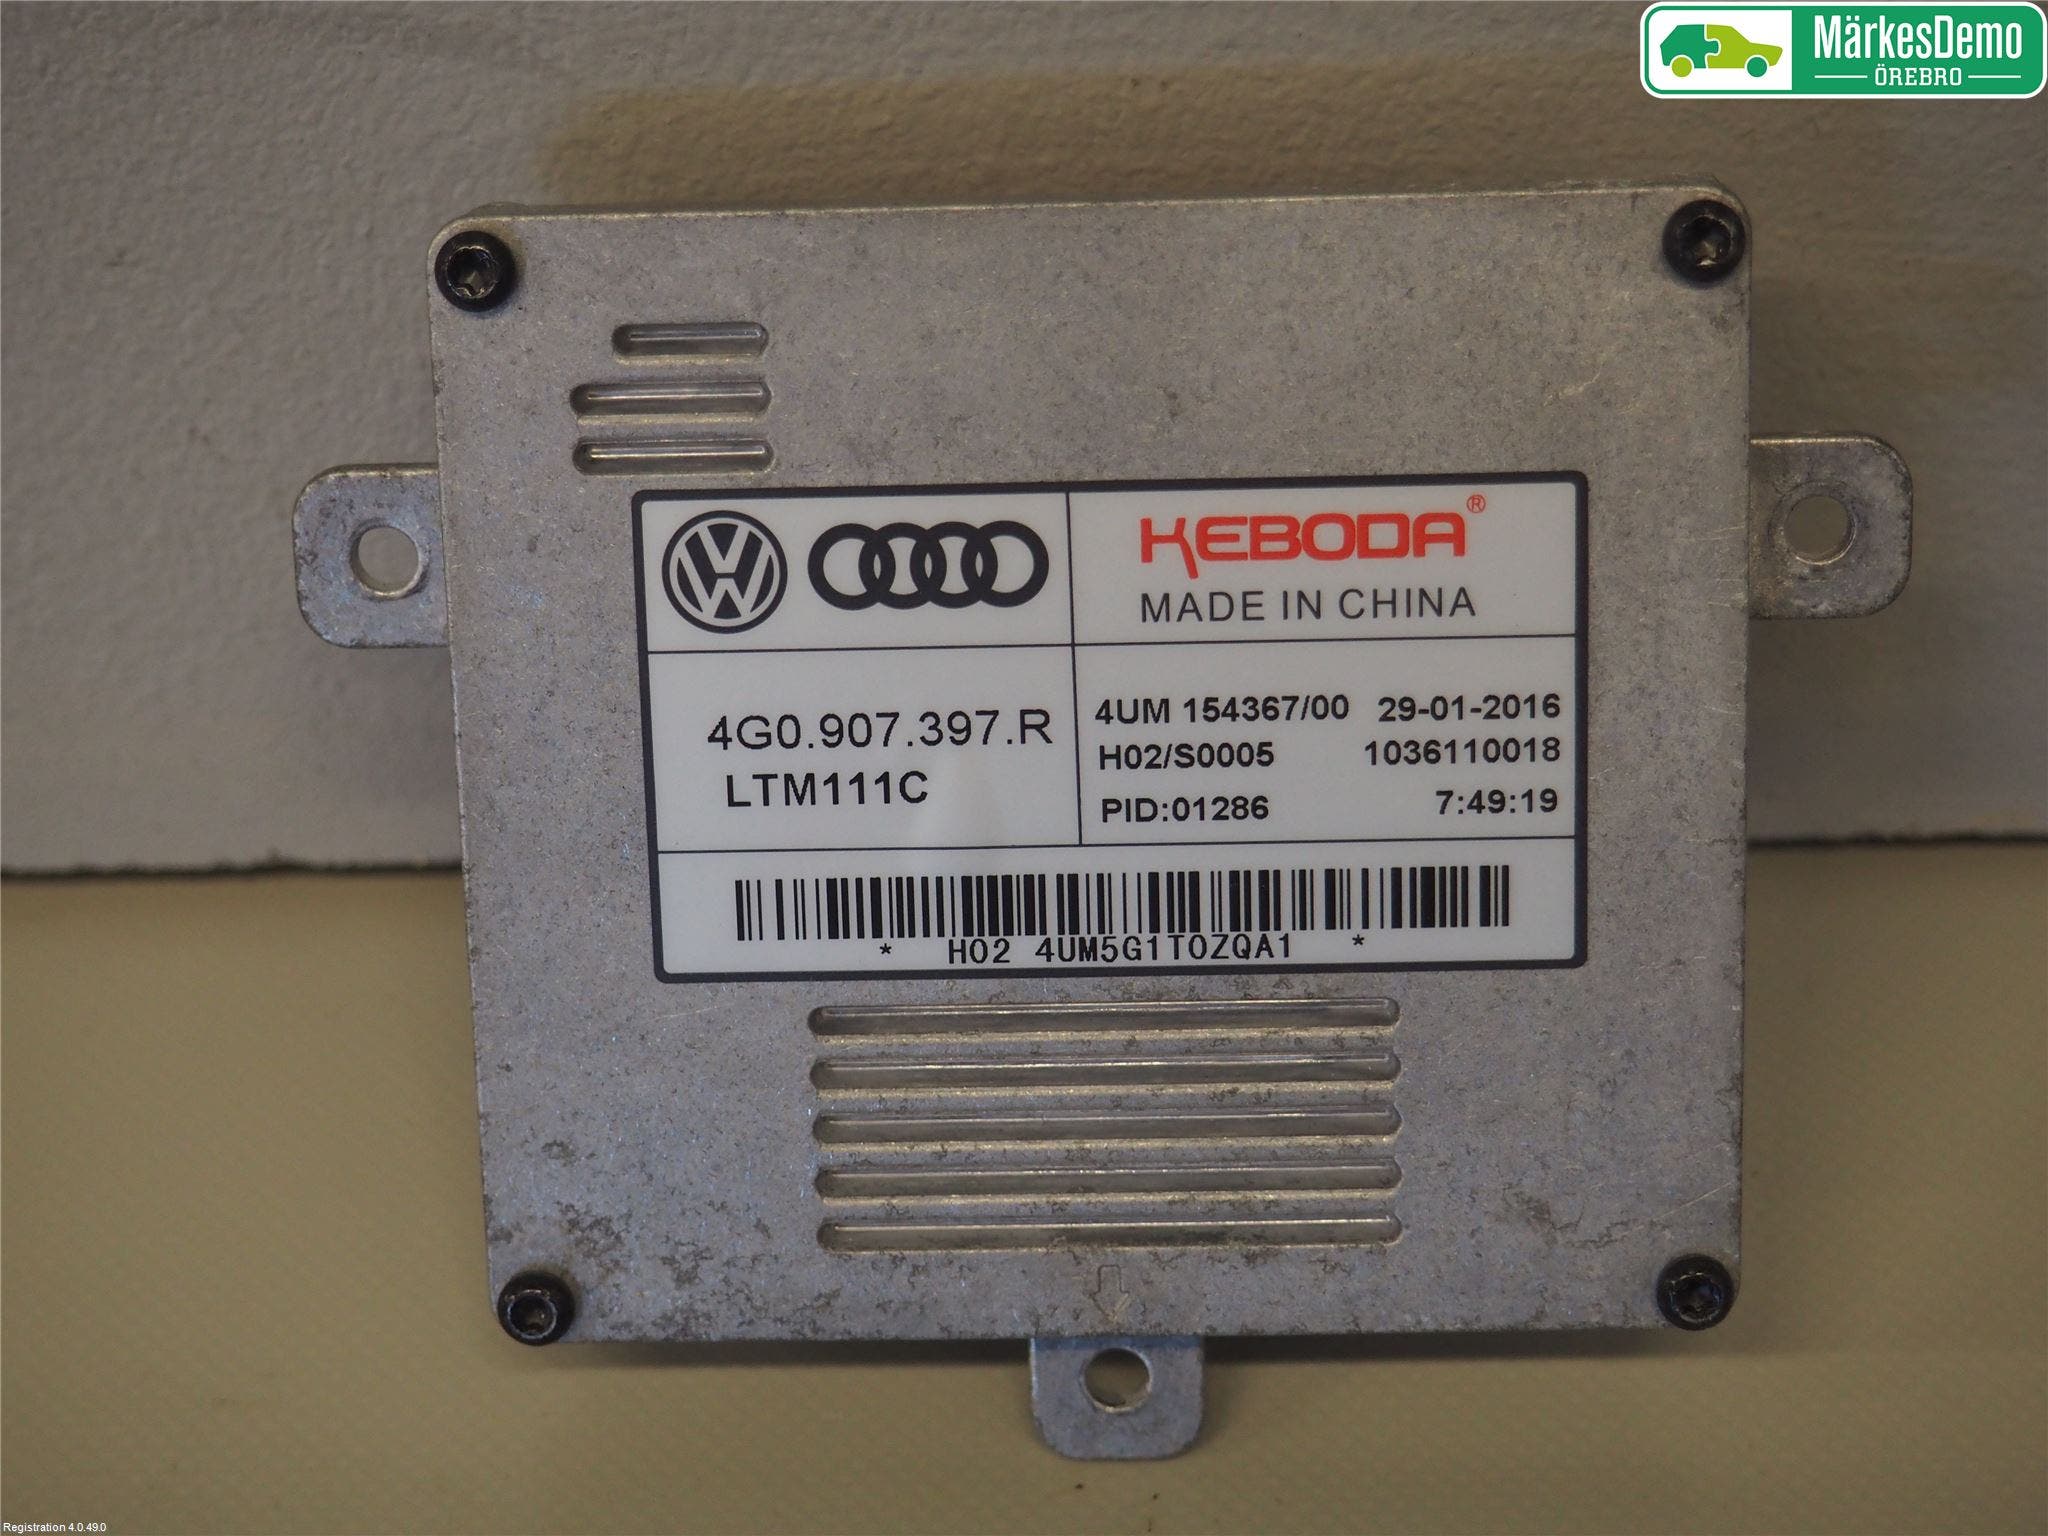 MärkesDemo
ÖREBRO
KEBODA®
MADE IN CHINA
4G0.907.397.R
LTM111C
4UM 154367/00 29-01-2016
H02/S0005 1036110018
PID:01286 7:49:19
* H02 4UM5G1T0ZQA1 *
Registration 4.0.49.0